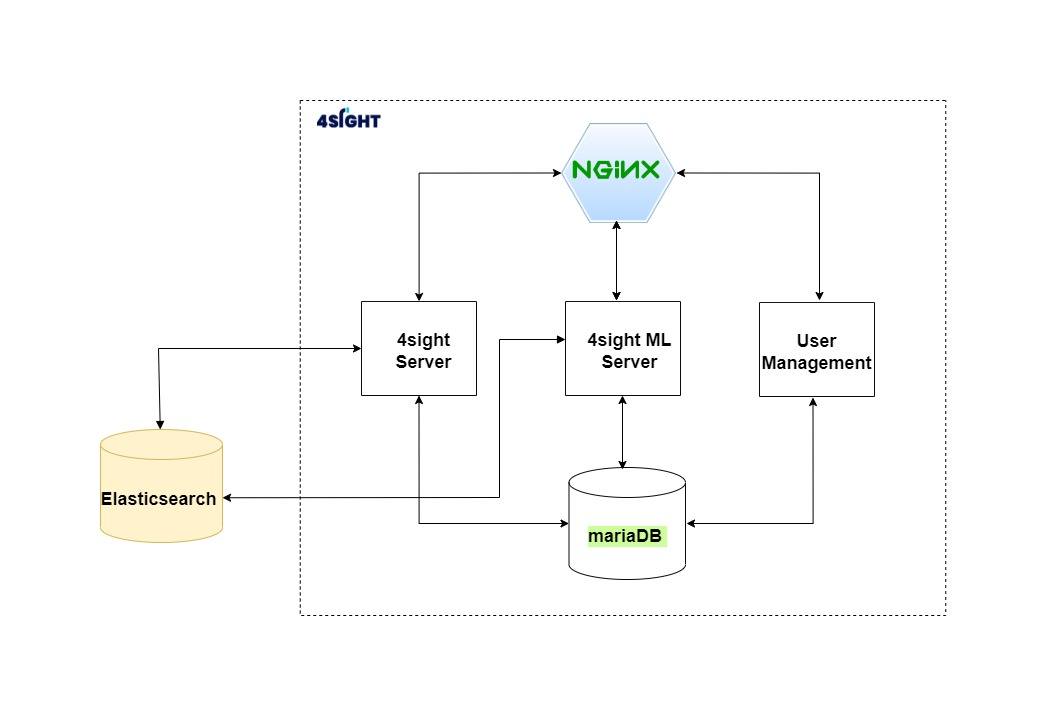 4SIGHT
NGINX
4sight
Server
4sight ML
Server
User
Management
Elasticsearch
mariaDB